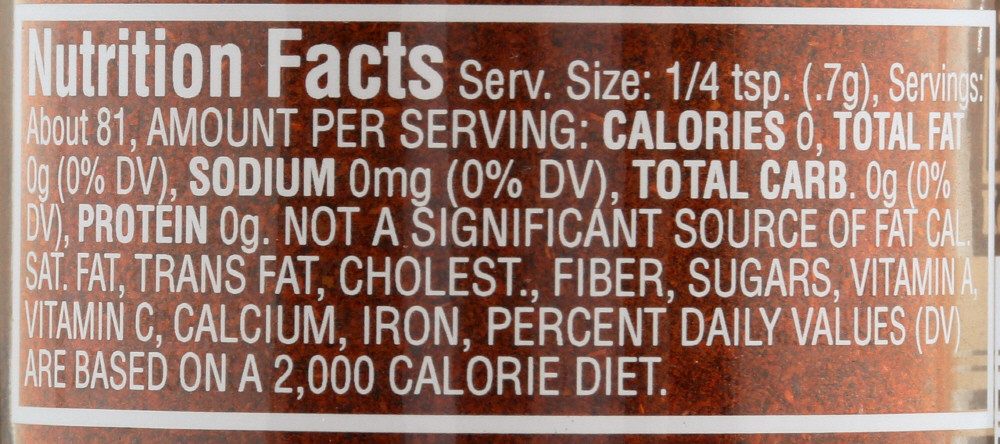 Nutrition Facts Serv. Size: 1/4 tsp. (.7g), Servings:
About 81, AMOUNT PER SERVING: CALORIES 0, TOTAL FAT
0g (0% DV), SODIUM 0mg (0% DV), TOTAL CARB. 0g (0%
DV), PROTEIN 0g. NOT A SIGNIFICANT SOURCE OF FAT CAL.
SAT. FAT, TRANS FAT, CHOLEST., FIBER, SUGARS, VITAMIN A,
VITAMIN C, CALCIUM, IRON, PERCENT DAILY VALUES (DV)
ARE BASED ON A 2,000 CALORIE DIET.